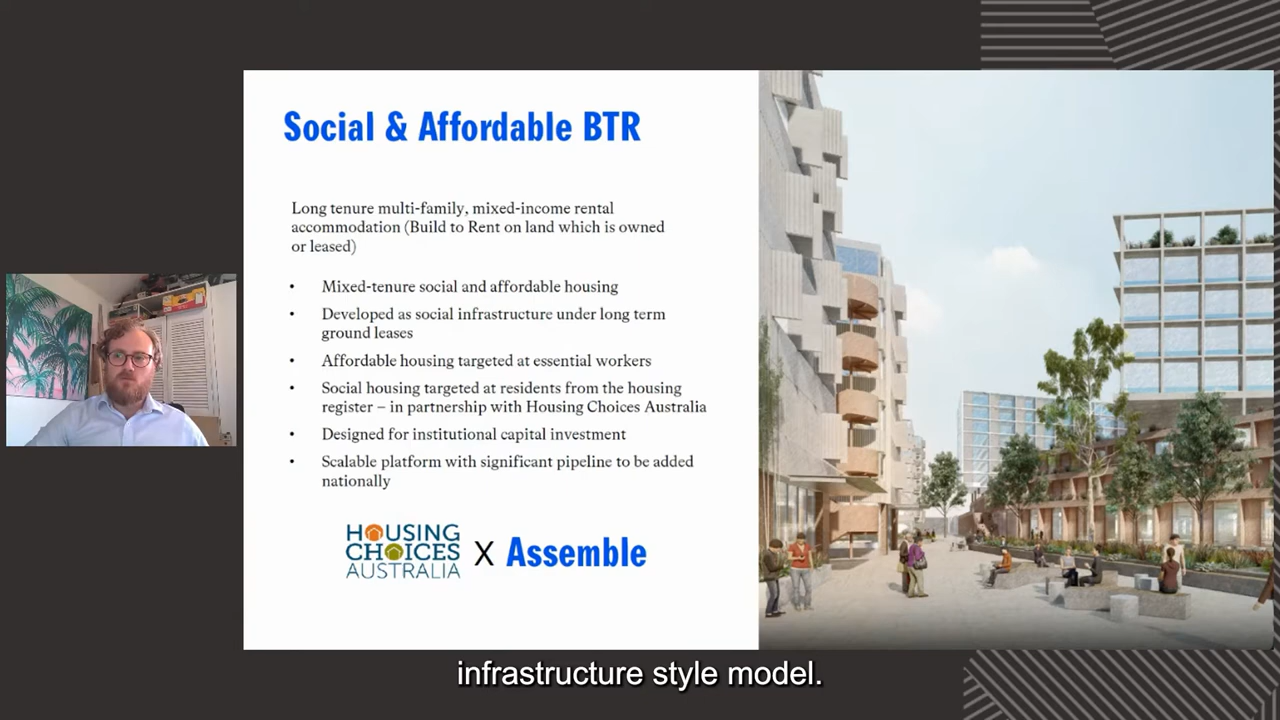 Social & Affordable BTR
Long tenure multi-family, mixed-income rental
accommodation (Build to Rent on land which is owned
or leased)
• Mixed-tenure social and affordable housing
• Developed as social infrastructure under long term
ground leases
• Affordable housing targeted at essential workers
• Social housing targeted at residents from the housing
register – in partnership with Housing Choices Australia
• Designed for institutional capital investment
• Scalable platform with significant pipeline to be added
nationally
HOUSING
CHOICES
AUSTRALIA
X Assemble
infrastructure style model.